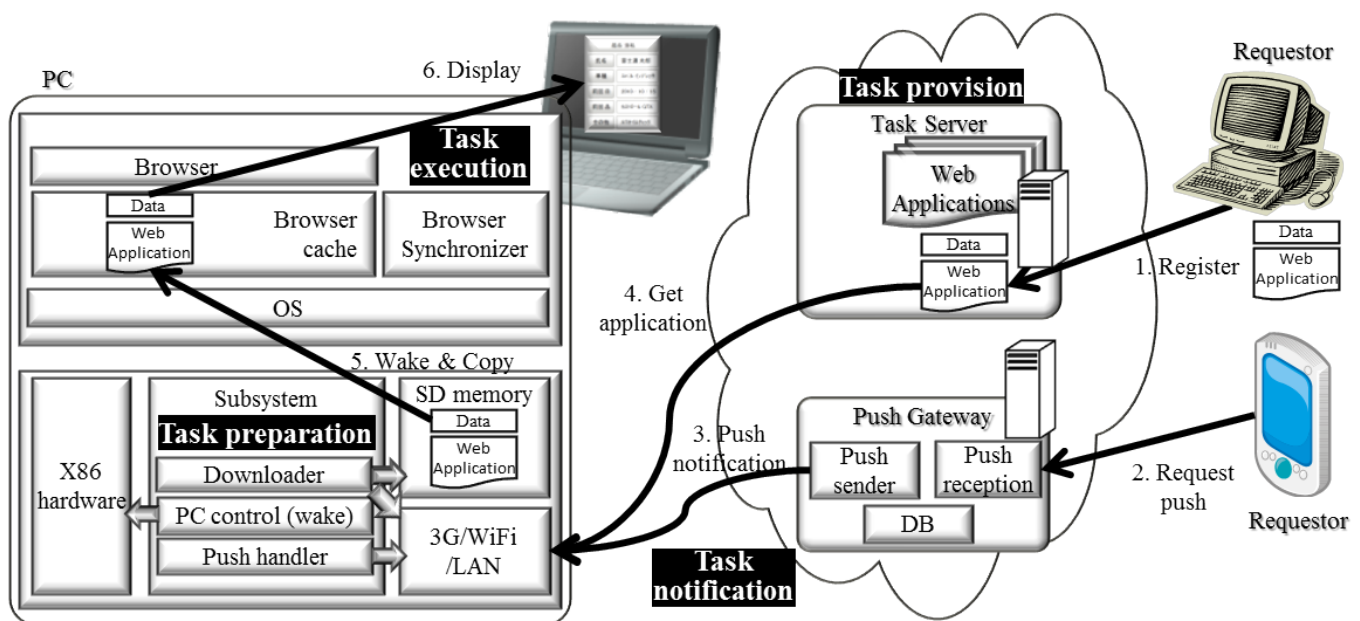 PC
6. Display
Task
execution
Browser
Data
Web
Application
Browser
cache
Browser
Synchronizer
OS
5. Wake & Copy
X86
hardware
Subsystem
Task preparation
Downloader
PC control (wake)
Push handler
SD memory
Data
Web
Application
3G/WiFi
/LAN
4. Get
application
3. Push
notification
Task
notification
Task provision
Task Server
Web
Applications
Data
Web
Application
Push Gateway
Push
sender
Push
reception
DB
Requestor
1. Register
Data
Web
Application
2. Request
push
Requestor